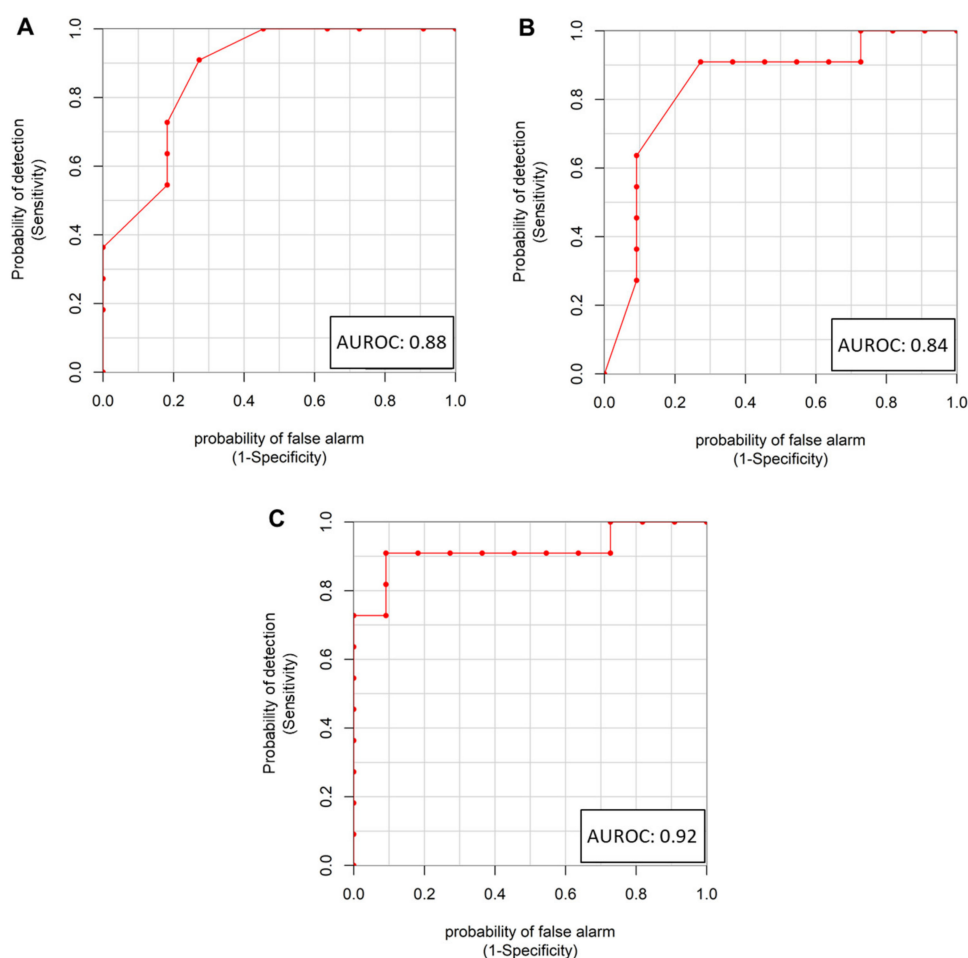 A
Probability of detection
(Sensitivity)
1.0
0.8
0.6
0.4
0.2
0.0
AUROC: 0.88
0.0 0.2 0.4 0.6 0.8 1.0
probability of false alarm
(1-Specificity)
B
Probability of detection
(Sensitivity)
1.0
0.8
0.6
0.4
0.2
0.0
AUROC: 0.84
0.0 0.2 0.4 0.6 0.8 1.0
probability of false alarm
(1-Specificity)
C
Probability of detection
(Sensitivity)
1.0
0.8
0.6
0.4
0.2
0.0
AUROC: 0.92
0.0 0.2 0.4 0.6 0.8 1.0
probability of false alarm
(1-Specificity)